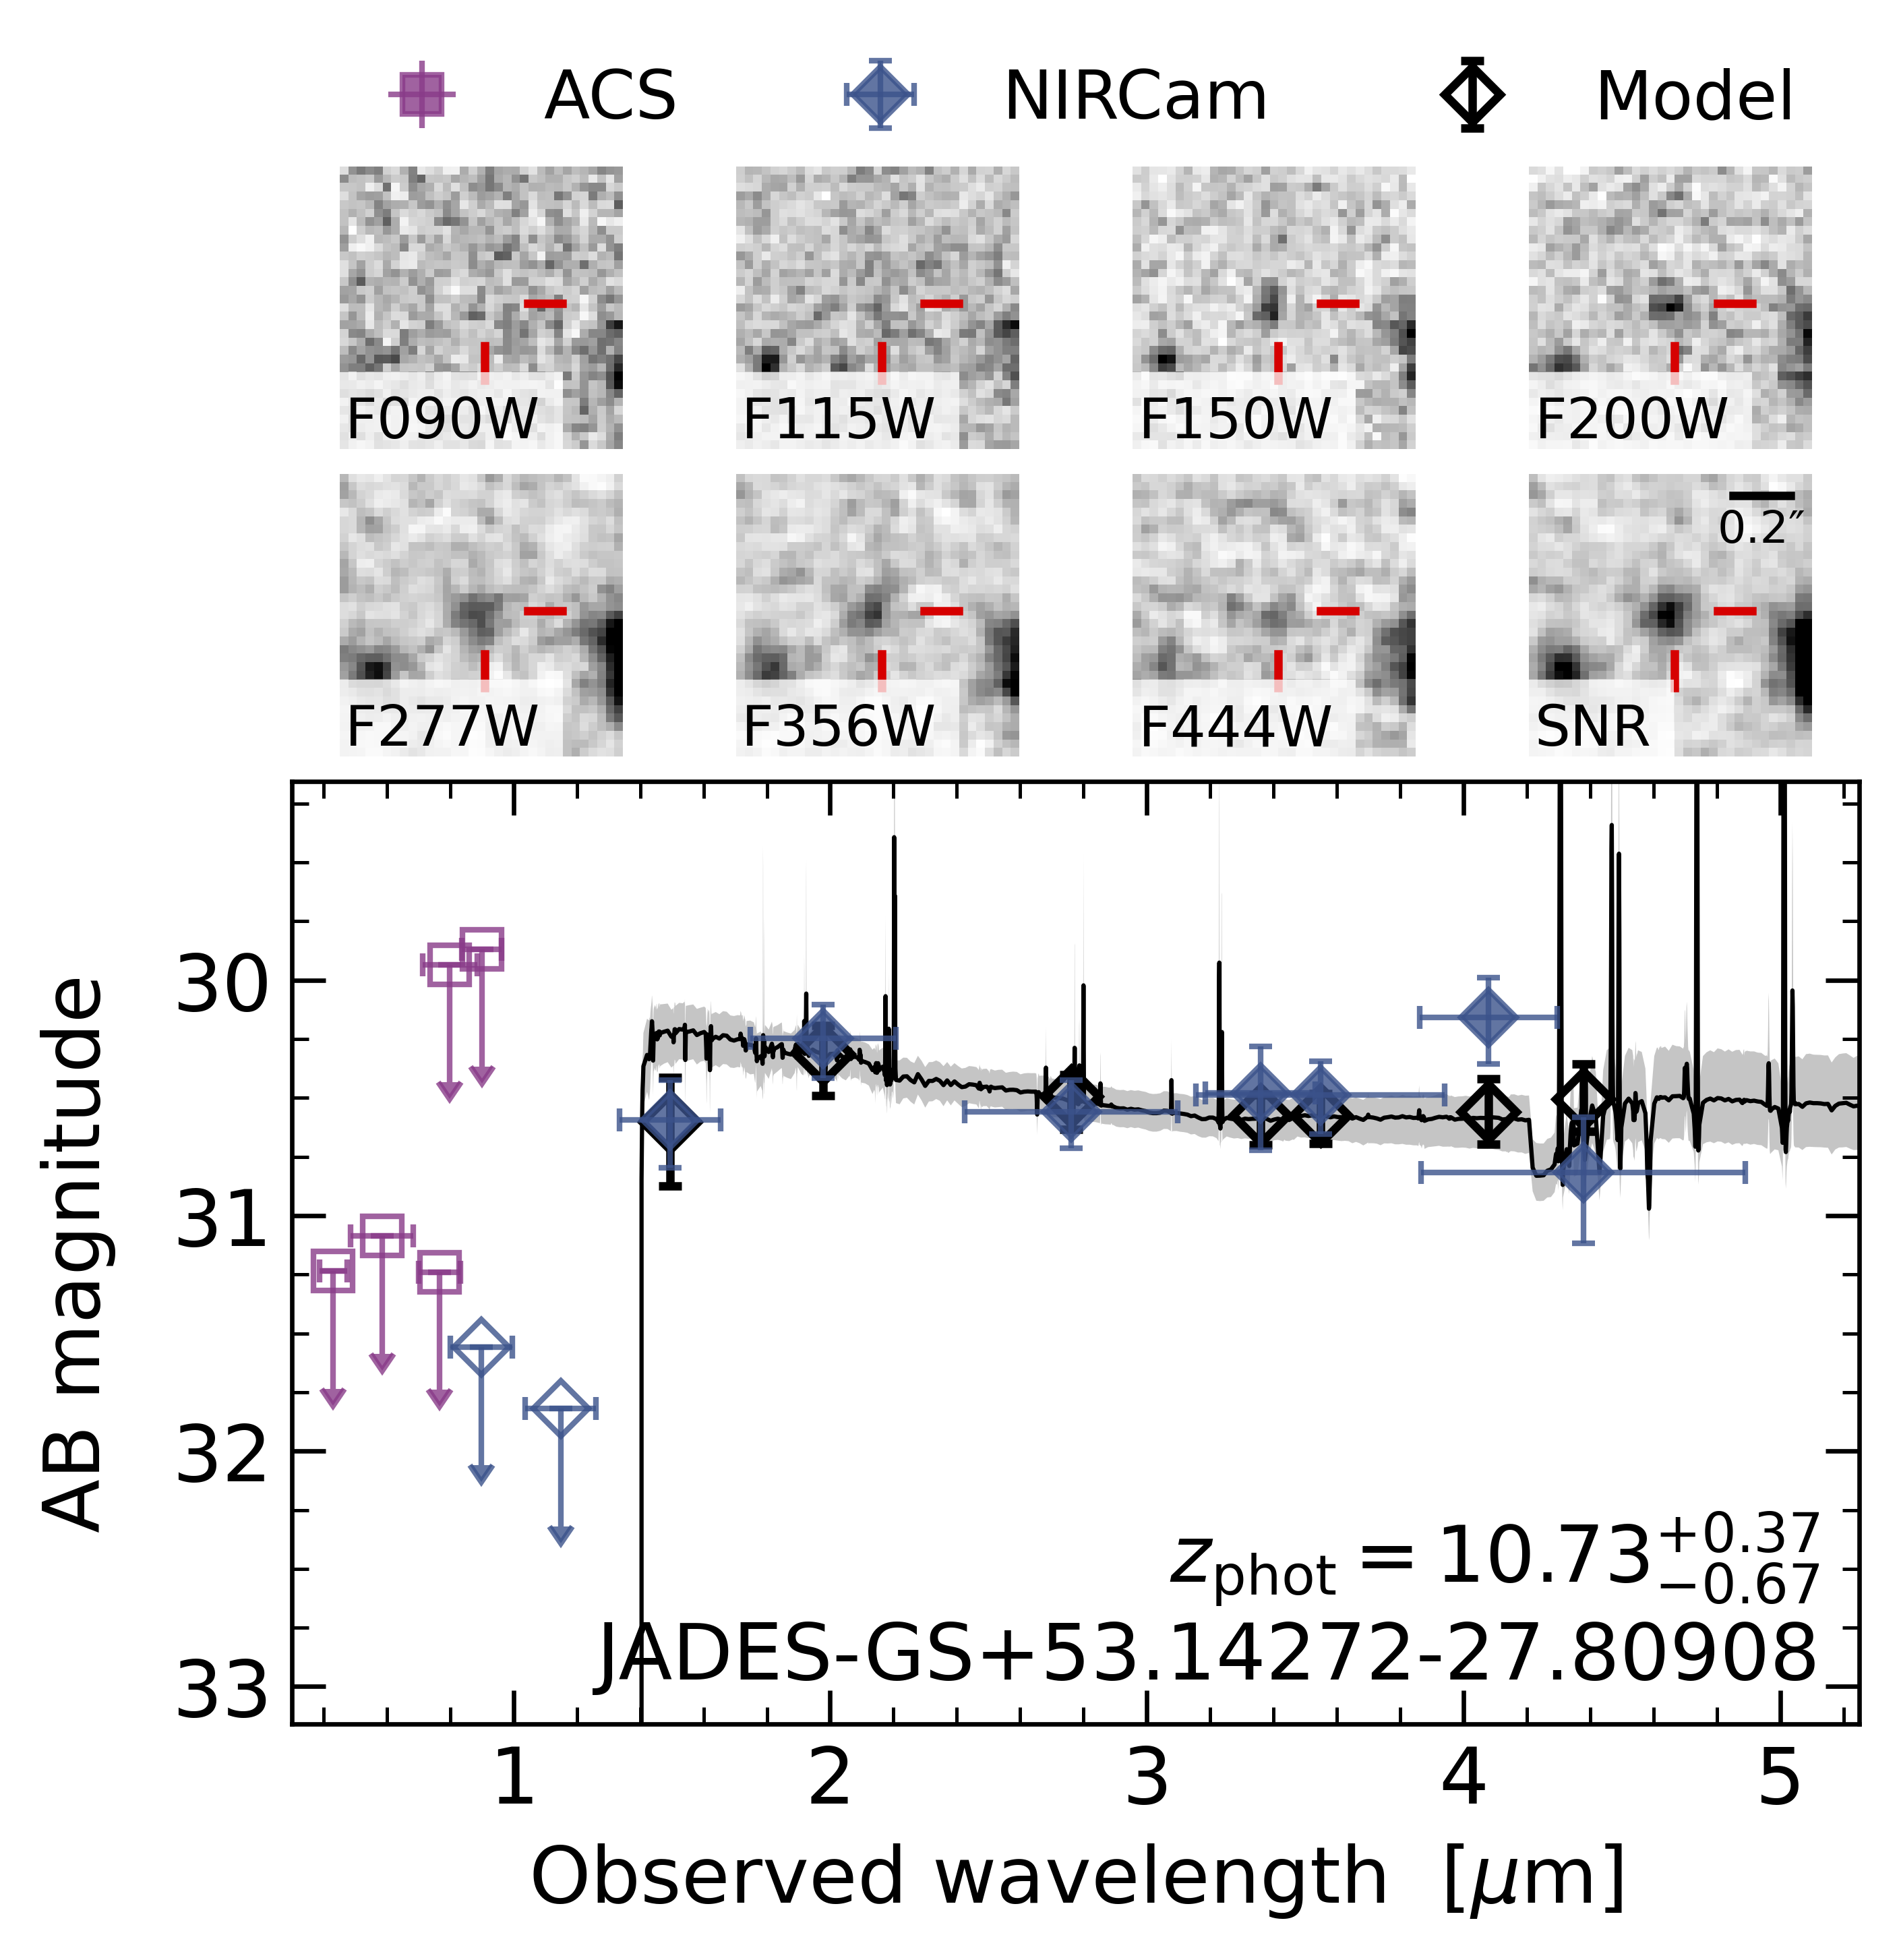 ACS NIRCam Model
F090W F115W F150W F200W
0.2″
F277W F356W F444W SNR
AB magnitude
30
31
32
33
z_phot = 10.73^{+0.37}_{−0.67}
JADES-GS+53.14272-27.80908
1 2 3 4 5
Observed wavelength [μm]